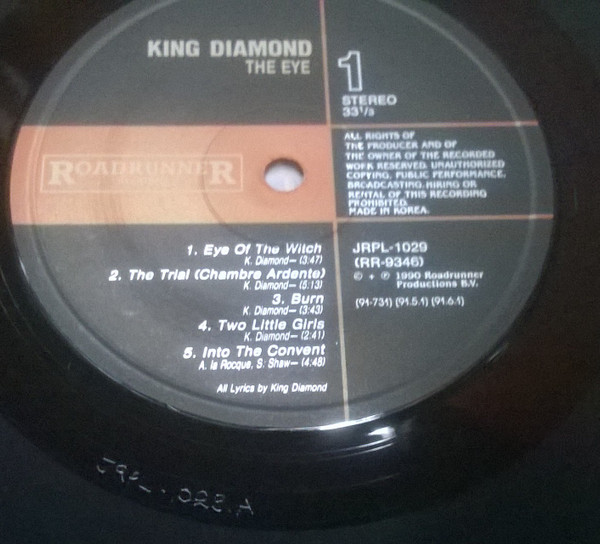 KING DIAMOND
THE EYE
1
STEREO
33 1/3
ROADRUNNER
ALL RIGHTS OF
THE PRODUCER AND OF
THE OWNER OF THE RECORDED
WORK RESERVED. UNAUTHORIZED
COPYING, PUBLIC PERFORMANCE,
BROADCASTING, HIRING OR
RENTAL OF THIS RECORDING
PROHIBITED.
MADE IN KOREA.
1. Eye Of The Witch
K. Diamond— (3:47)
2. The Trial (Chambre Ardente)
K. Diamond— (5:13)
3. Burn
K. Diamond— (3:43)
4. Two Little Girls
K. Diamond— (2:41)
5. Into The Convent
A. la Rocque, S. Shaw— (4:48)
All Lyrics by King Diamond
JRPL-1029
(RR-9346)
© + ℗ 1990 Roadrunner
Productions B.V.
(91-731) (91.5.1) (91.6.1)